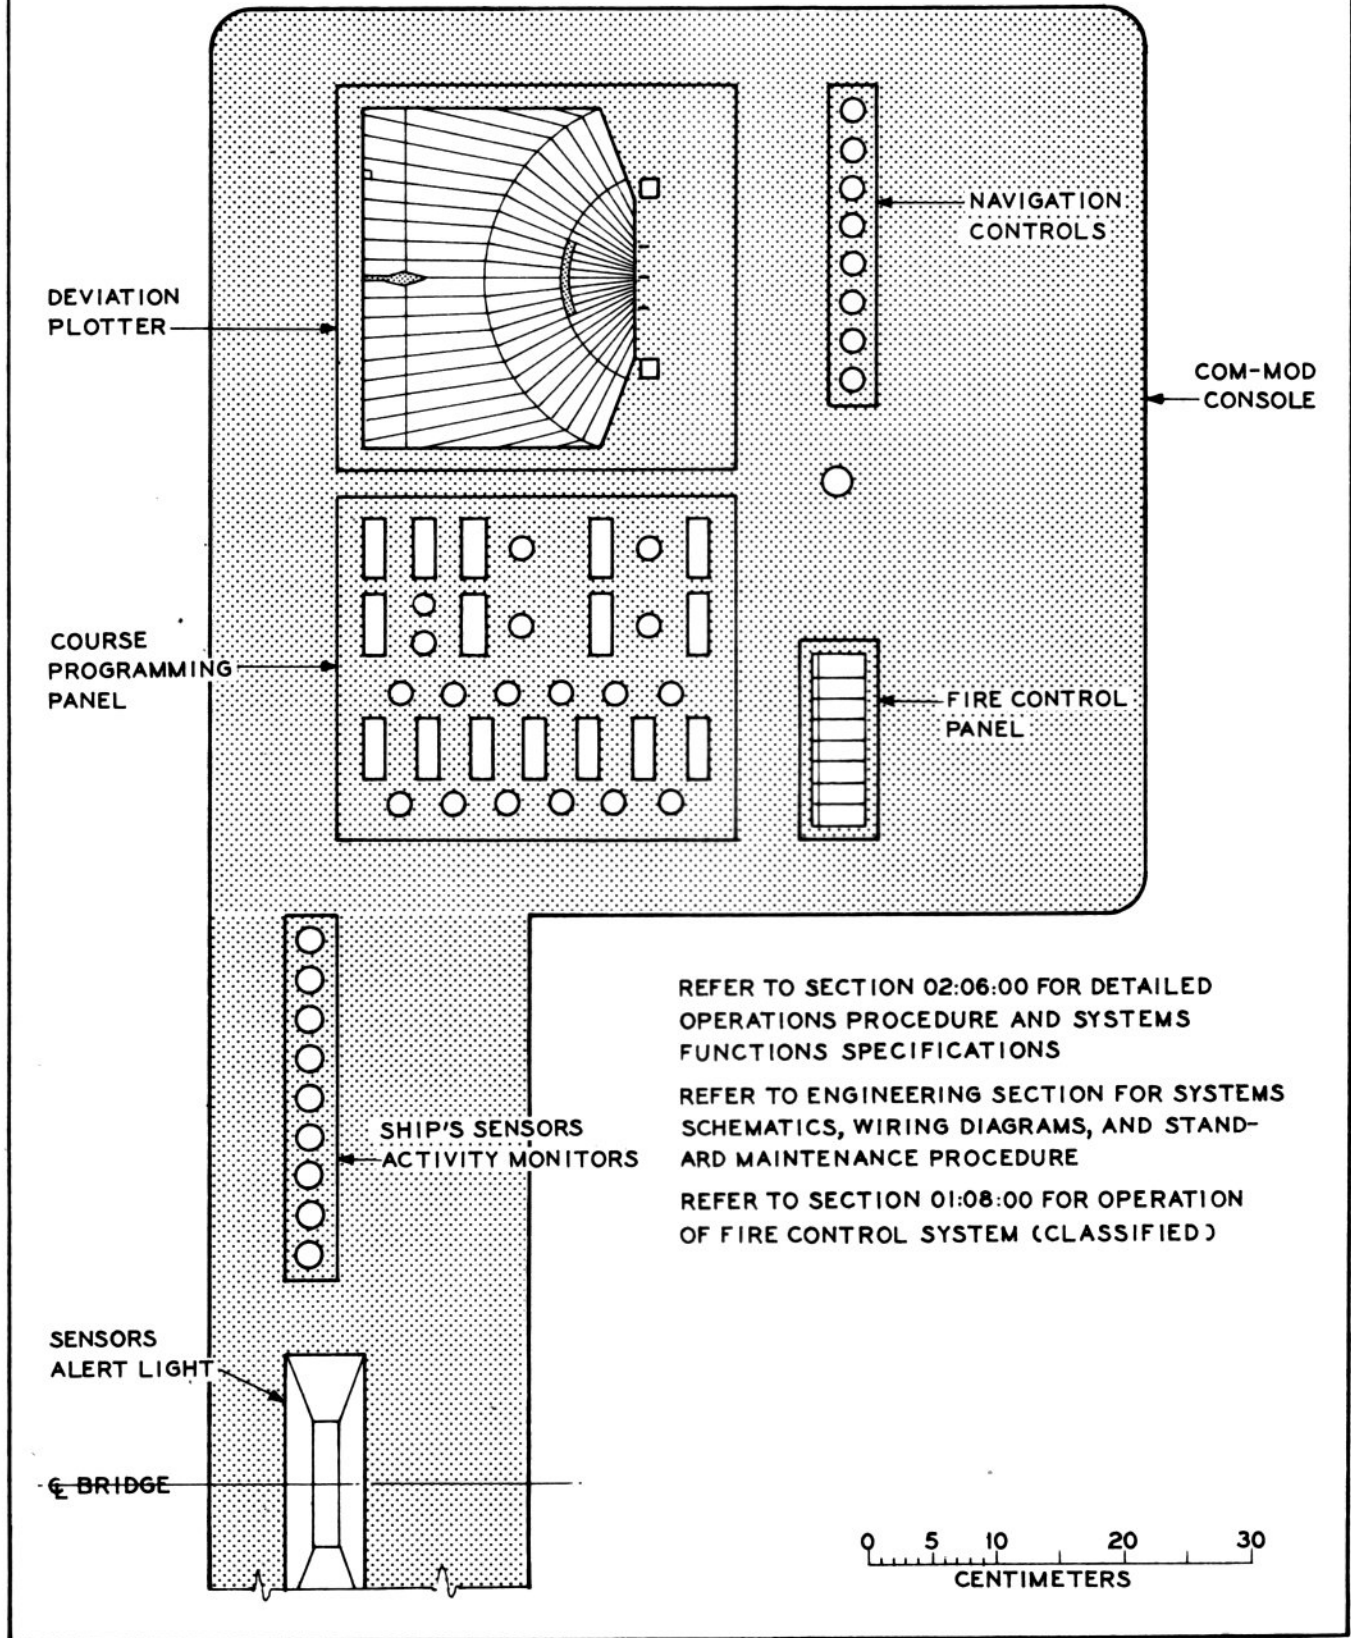 NAVIGATION
CONTROLS
DEVIATION
PLOTTER
COM-MOD
CONSOLE
COURSE
PROGRAMMING
PANEL
FIRE CONTROL
PANEL
REFER TO SECTION 02:06:00 FOR DETAILED
OPERATIONS PROCEDURE AND SYSTEMS
FUNCTIONS SPECIFICATIONS
REFER TO ENGINEERING SECTION FOR SYSTEMS
SCHEMATICS, WIRING DIAGRAMS, AND STAND-
ARD MAINTENANCE PROCEDURE
REFER TO SECTION 01:08:00 FOR OPERATION
OF FIRE CONTROL SYSTEM (CLASSIFIED)
SHIP'S SENSORS
ACTIVITY MONITORS
SENSORS
ALERT LIGHT
℄ BRIDGE
0 5 10 20 30
CENTIMETERS